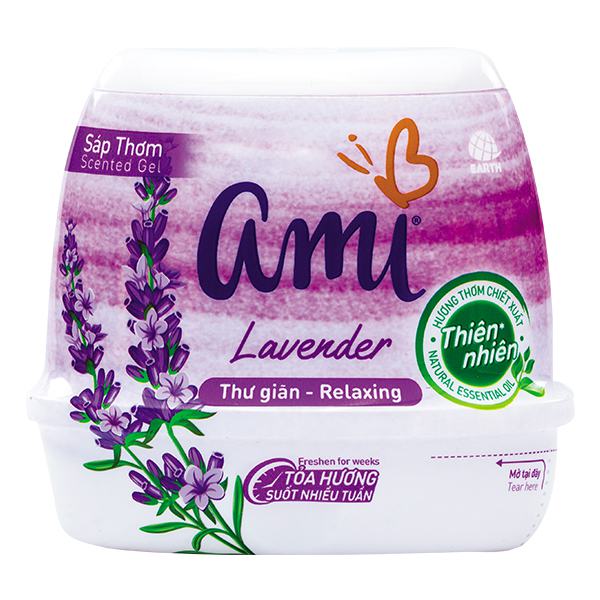 Sáp Thơm
Scented Gel
EARTH
ami®
Lavender
Thư giãn - Relaxing
HƯƠNG THƠM CHIẾT XUẤT
Thiên*
nhiên
NATURAL ESSENTIAL OIL
Freshen for weeks
TỎA HƯƠNG
SUỐT NHIỀU TUẦN
Mở tại đây
Tear here